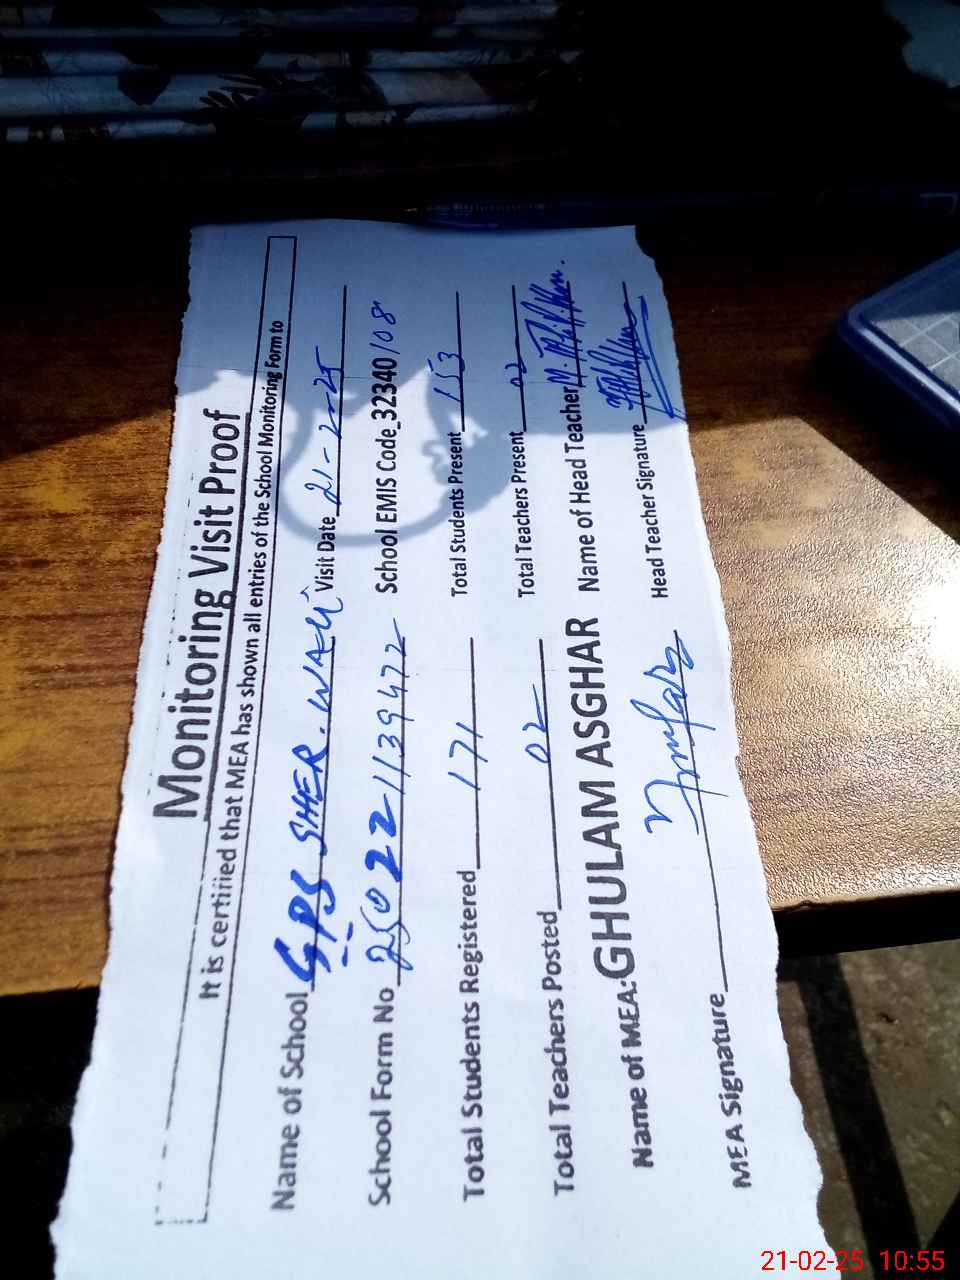 Monitoring Visit Proof
It is certified that MEA has shown all entries of the School Monitoring Form to
Name of School GPS SHER. WALI Visit Date 21-2-25
School Form No 250221139472 School EMIS Code 32340108
Total Students Registered 171 Total Students Present 153
Total Teachers Posted 02 Total Teachers Present 02
Name of MEA: GHULAM ASGHAR Name of Head Teacher
MEA Signature Head Teacher Signature
21-02-25 10:55